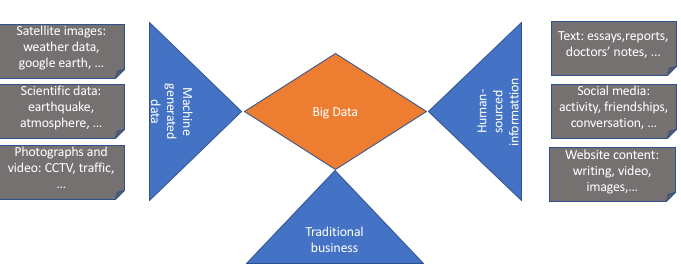 Satellite images:
weather data,
google earth, ...
Scientific data:
earthquake,
atmosphere, ...
Photographs and
video: CCTV, traffic,
...
Machine
generated
data
Big Data
Human-
sourced
informattion
Traditional
business
Text: essays,reports,
doctors’ notes, ...
Social media:
activity, friendships,
conversation, ...
Website content:
writing, video,
images,...